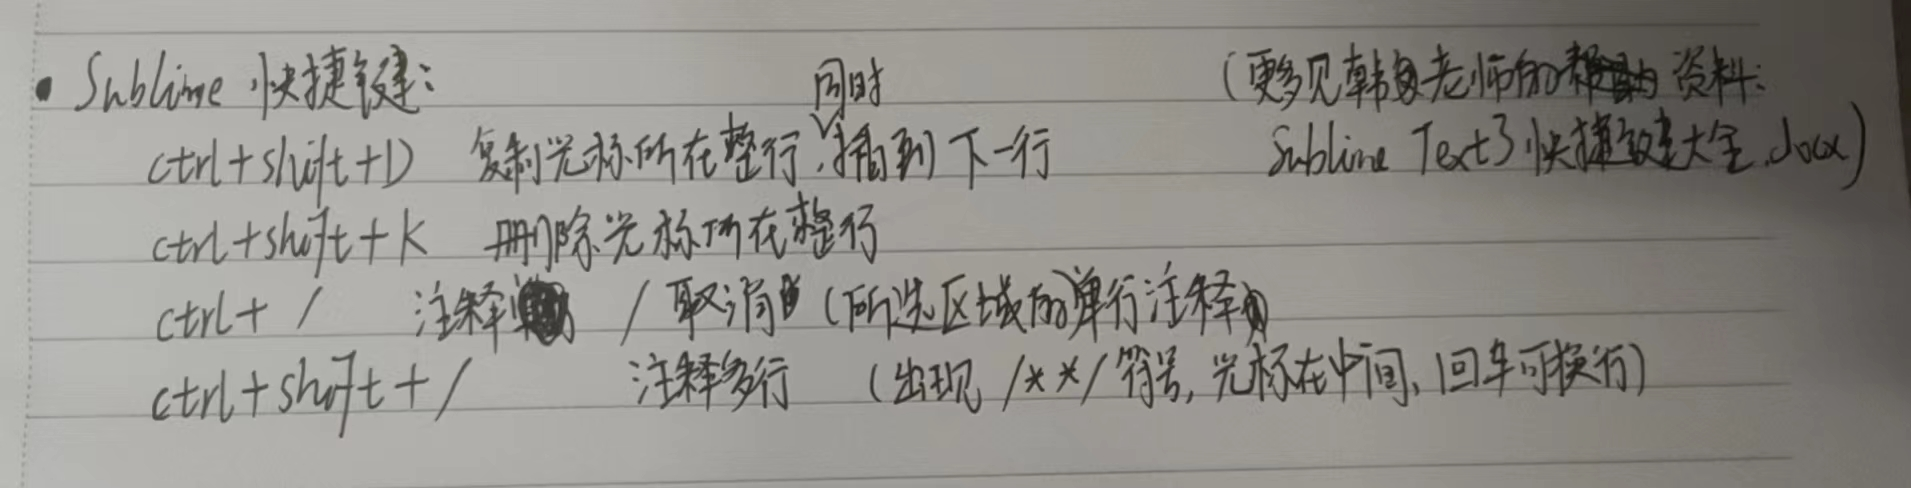 • Sublime 快捷键: (更多见韩老师的资料:
ctrl+shift+D 复制光标所在整行,同时插到下一行 Sublime Text3快捷键大全.docx)
ctrl+shift+K 删除光标所在整行
ctrl+ / 注释 / 取消 (所选区域的单行注释)
ctrl+shift+/ 注释多行 (出现 /* */ 符号,光标在中间,回车可换行)